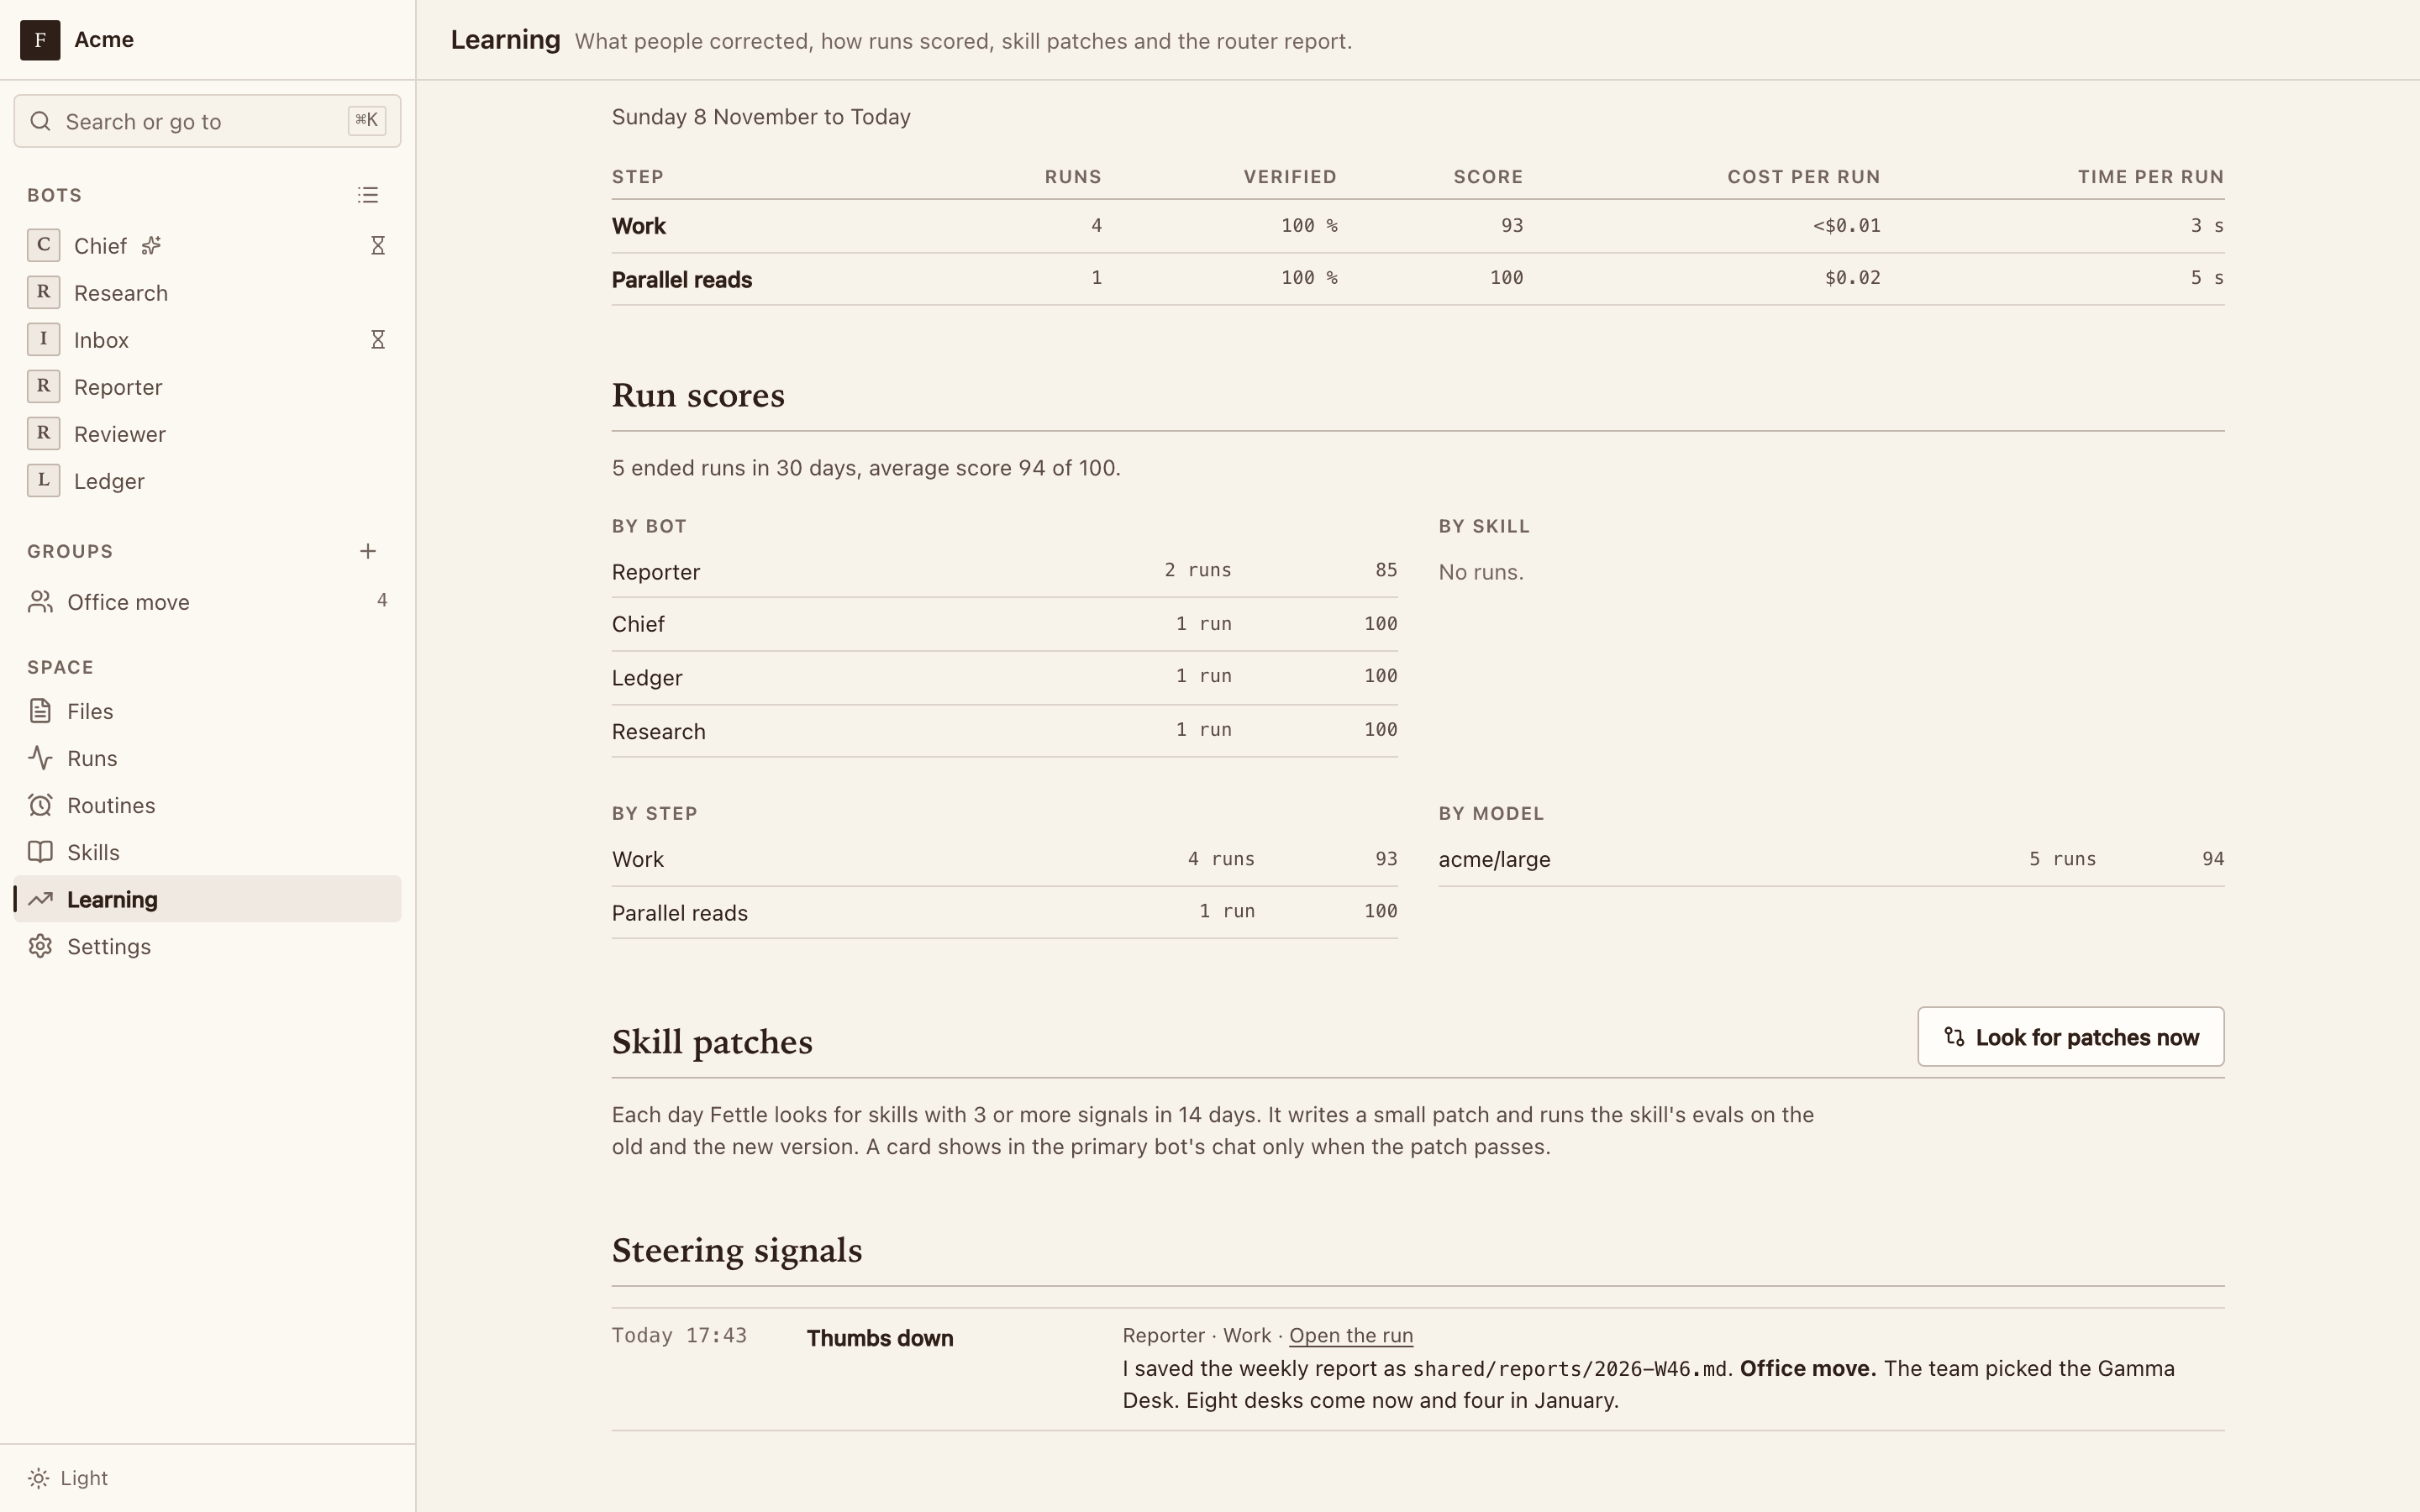 F Acme
Search or go to ⌘K
BOTS
C Chief
R Research
I Inbox
R Reporter
R Reviewer
L Ledger
GROUPS
Office move 4
SPACE
Files
Runs
Routines
Skills
Learning
Settings
Light
Learning What people corrected, how runs scored, skill patches and the router report.
Sunday 8 November to Today
STEP RUNS VERIFIED SCORE COST PER RUN TIME PER RUN
Work 4 100 % 93 <$0.01 3 s
Parallel reads 1 100 % 100 $0.02 5 s
Run scores
5 ended runs in 30 days, average score 94 of 100.
BY BOT
Reporter 2 runs 85
Chief 1 run 100
Ledger 1 run 100
Research 1 run 100
BY SKILL
No runs.
BY STEP
Work 4 runs 93
Parallel reads 1 run 100
BY MODEL
acme/large 5 runs 94
Skill patches
Look for patches now
Each day Fettle looks for skills with 3 or more signals in 14 days. It writes a small patch and runs the skill's evals on the
old and the new version. A card shows in the primary bot's chat only when the patch passes.
Steering signals
Today 17:43 Thumbs down Reporter · Work · Open the run
I saved the weekly report as shared/reports/2026-W46.md. Office move. The team picked the Gamma
Desk. Eight desks come now and four in January.